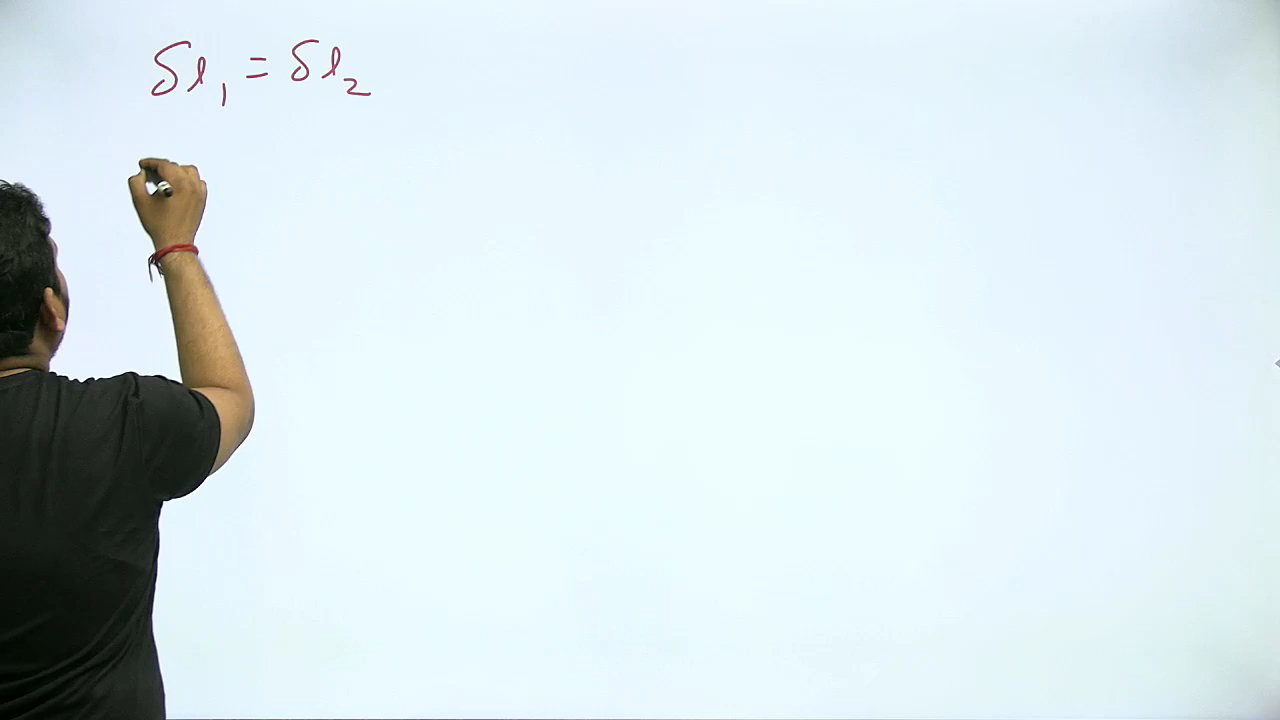 δl₁ = δl₂